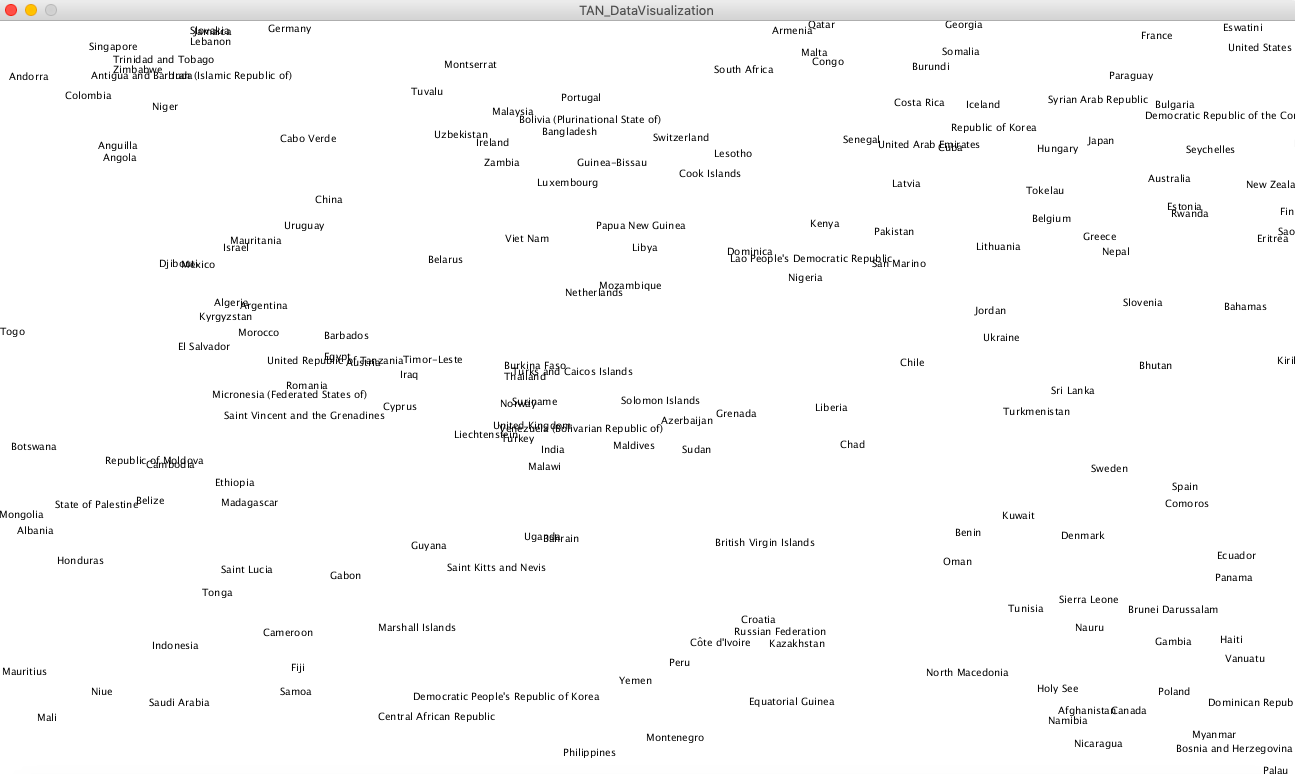 TAN_DataVisualization
Qatar
Georgia
Eswatini
Germany
Slovakia
Jamaica
Armenia
France
Lebanon
Singapore
United States
Malta
Somalia
Trinidad and Tobago
Congo
Montserrat
Burundi
Zimbabwe
South Africa
Andorra
Antigua and Barbuda
Iran (Islamic Republic of)
Paraguay
Tuvalu
Colombia
Portugal
Syrian Arab Republic
Niger
Costa Rica
Iceland
Bulgaria
Malaysia
Democratic Republic of the Con
Bolivia (Plurinational State of)
Republic of Korea
Bangladesh
Uzbekistan
Cabo Verde
Switzerland
Senegal
Japan
Ireland
United Arab Emirates
Anguilla
Cuba
Hungary
Seychelles
Lesotho
Angola
Zambia
Guinea-Bissau
Cook Islands
Australia
Luxembourg
Latvia
New Zeala
Tokelau
China
Estonia
Rwanda
Fin
Belgium
Uruguay
Papua New Guinea
Kenya
Pakistan
Sao
Greece
Viet Nam
Eritrea
Mauritania
Israel
Libya
Lithuania
Dominica
Nepal
Belarus
Lao People's Democratic Republic
Djibouti
Mexico
San Marino
Nigeria
Mozambique
Netherlands
Algeria
Argentina
Slovenia
Bahamas
Jordan
Kyrgyzstan
Togo
Morocco
Barbados
Ukraine
El Salvador
Egypt
United Republic of Tanzania
Austria
Timor-Leste
Kiril
Chile
Burkina Faso
Bhutan
Turks and Caicos Islands
Iraq
Thailand
Romania
Sri Lanka
Micronesia (Federated States of)
Solomon Islands
Suriname
Norway
Cyprus
Liberia
Turkmenistan
Grenada
Saint Vincent and the Grenadines
Azerbaijan
United Kingdom
Venezuela (Bolivarian Republic of)
Liechtenstein
Turkey
Chad
Maldives
Botswana
India
Sudan
Republic of Moldova
Cambodia
Malawi
Sweden
Ethiopia
Spain
Belize
Madagascar
State of Palestine
Comoros
Mongolia
Kuwait
Albania
Benin
Denmark
Uganda
Bahrain
British Virgin Islands
Guyana
Ecuador
Honduras
Oman
Saint Kitts and Nevis
Saint Lucia
Gabon
Panama
Tonga
Sierra Leone
Tunisia
Brunei Darussalam
Croatia
Marshall Islands
Nauru
Russian Federation
Cameroon
Haiti
Gambia
Côte d'Ivoire
Kazakhstan
Indonesia
Vanuatu
Peru
Fiji
Mauritius
North Macedonia
Yemen
Holy See
Niue
Samoa
Poland
Democratic People's Republic of Korea
Equatorial Guinea
Saudi Arabia
Dominican Repub
Afghanistan
Canada
Central African Republic
Mali
Namibia
Myanmar
Montenegro
Nicaragua
Bosnia and Herzegovina
Philippines
Palau